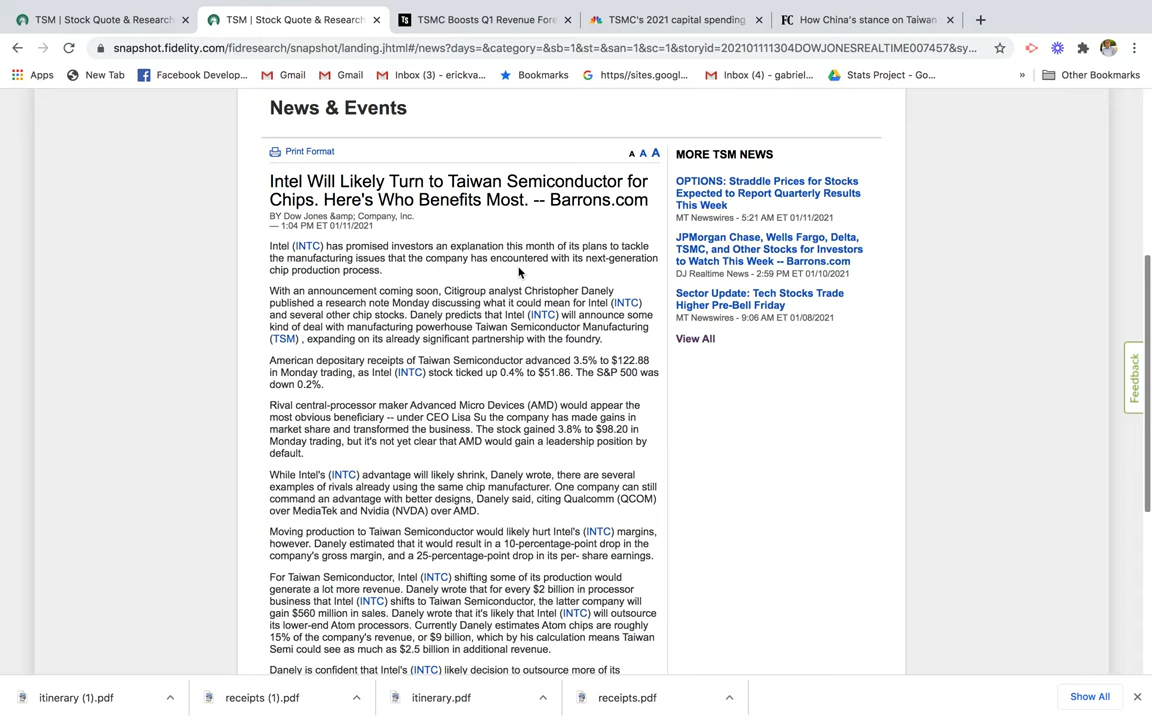 TSM | Stock Quote & Research
TSM | Stock Quote & Research
TSMC Boosts Q1 Revenue Fore
TSMC's 2021 capital spending
How China's stance on Taiwan
snapshot.fidelity.com/fidresearch/snapshot/landing.jhtml#/news?days=&category=&sb=1&st=&san=1&sc=1&storyid=202101111304DOWJONESREALTIME007457&sy...
Apps
New Tab
Facebook Develop...
Gmail
Gmail
Inbox (3) - erickva...
Bookmarks
https//sites.googl...
Inbox (4) - gabriel...
Stats Project - Go...
»
Other Bookmarks
News & Events
Print Format
A A A
Intel Will Likely Turn to Taiwan Semiconductor for
Chips. Here's Who Benefits Most. -- Barrons.com
BY Dow Jones &amp; Company, Inc.
— 1:04 PM ET 01/11/2021
Intel (INTC) has promised investors an explanation this month of its plans to tackle
the manufacturing issues that the company has encountered with its next-generation
chip production process.
With an announcement coming soon, Citigroup analyst Christopher Danely
published a research note Monday discussing what it could mean for Intel (INTC)
and several other chip stocks. Danely predicts that Intel (INTC) will announce some
kind of deal with manufacturing powerhouse Taiwan Semiconductor Manufacturing
(TSM) , expanding on its already significant partnership with the foundry.
American depositary receipts of Taiwan Semiconductor advanced 3.5% to $122.88
in Monday trading, as Intel (INTC) stock ticked up 0.4% to $51.86. The S&P 500 was
down 0.2%.
Rival central-processor maker Advanced Micro Devices (AMD) would appear the
most obvious beneficiary -- under CEO Lisa Su the company has made gains in
market share and transformed the business. The stock gained 3.8% to $98.20 in
Monday trading, but it's not yet clear that AMD would gain a leadership position by
default.
While Intel's (INTC) advantage will likely shrink, Danely wrote, there are several
examples of rivals already using the same chip manufacturer. One company can still
command an advantage with better designs, Danely said, citing Qualcomm (QCOM)
over MediaTek and Nvidia (NVDA) over AMD.
Moving production to Taiwan Semiconductor would likely hurt Intel's (INTC) margins,
however. Danely estimated that it would result in a 10-percentage-point drop in the
company's gross margin, and a 25-percentage-point drop in its per- share earnings.
For Taiwan Semiconductor, Intel (INTC) shifting some of its production would
generate a lot more revenue. Danely wrote that for every $2 billion in processor
business that Intel (INTC) shifts to Taiwan Semiconductor, the latter company will
gain $560 million in sales. Danely wrote that it's likely that Intel (INTC) will outsource
its lower-end Atom processors. Currently Danely estimates Atom chips are roughly
15% of the company's revenue, or $9 billion, which by his calculation means Taiwan
Semi could see as much as $2.5 billion in additional revenue.
Danely is confident that Intel's (INTC) likely decision to outsource more of its
MORE TSM NEWS
OPTIONS: Straddle Prices for Stocks
Expected to Report Quarterly Results
This Week
MT Newswires - 5:21 AM ET 01/11/2021
JPMorgan Chase, Wells Fargo, Delta,
TSMC, and Other Stocks for Investors
to Watch This Week -- Barrons.com
DJ Realtime News - 2:59 PM ET 01/10/2021
Sector Update: Tech Stocks Trade
Higher Pre-Bell Friday
MT Newswires - 9:06 AM ET 01/08/2021
View All
Feedback
itinerary (1).pdf
receipts (1).pdf
itinerary.pdf
receipts.pdf
Show All